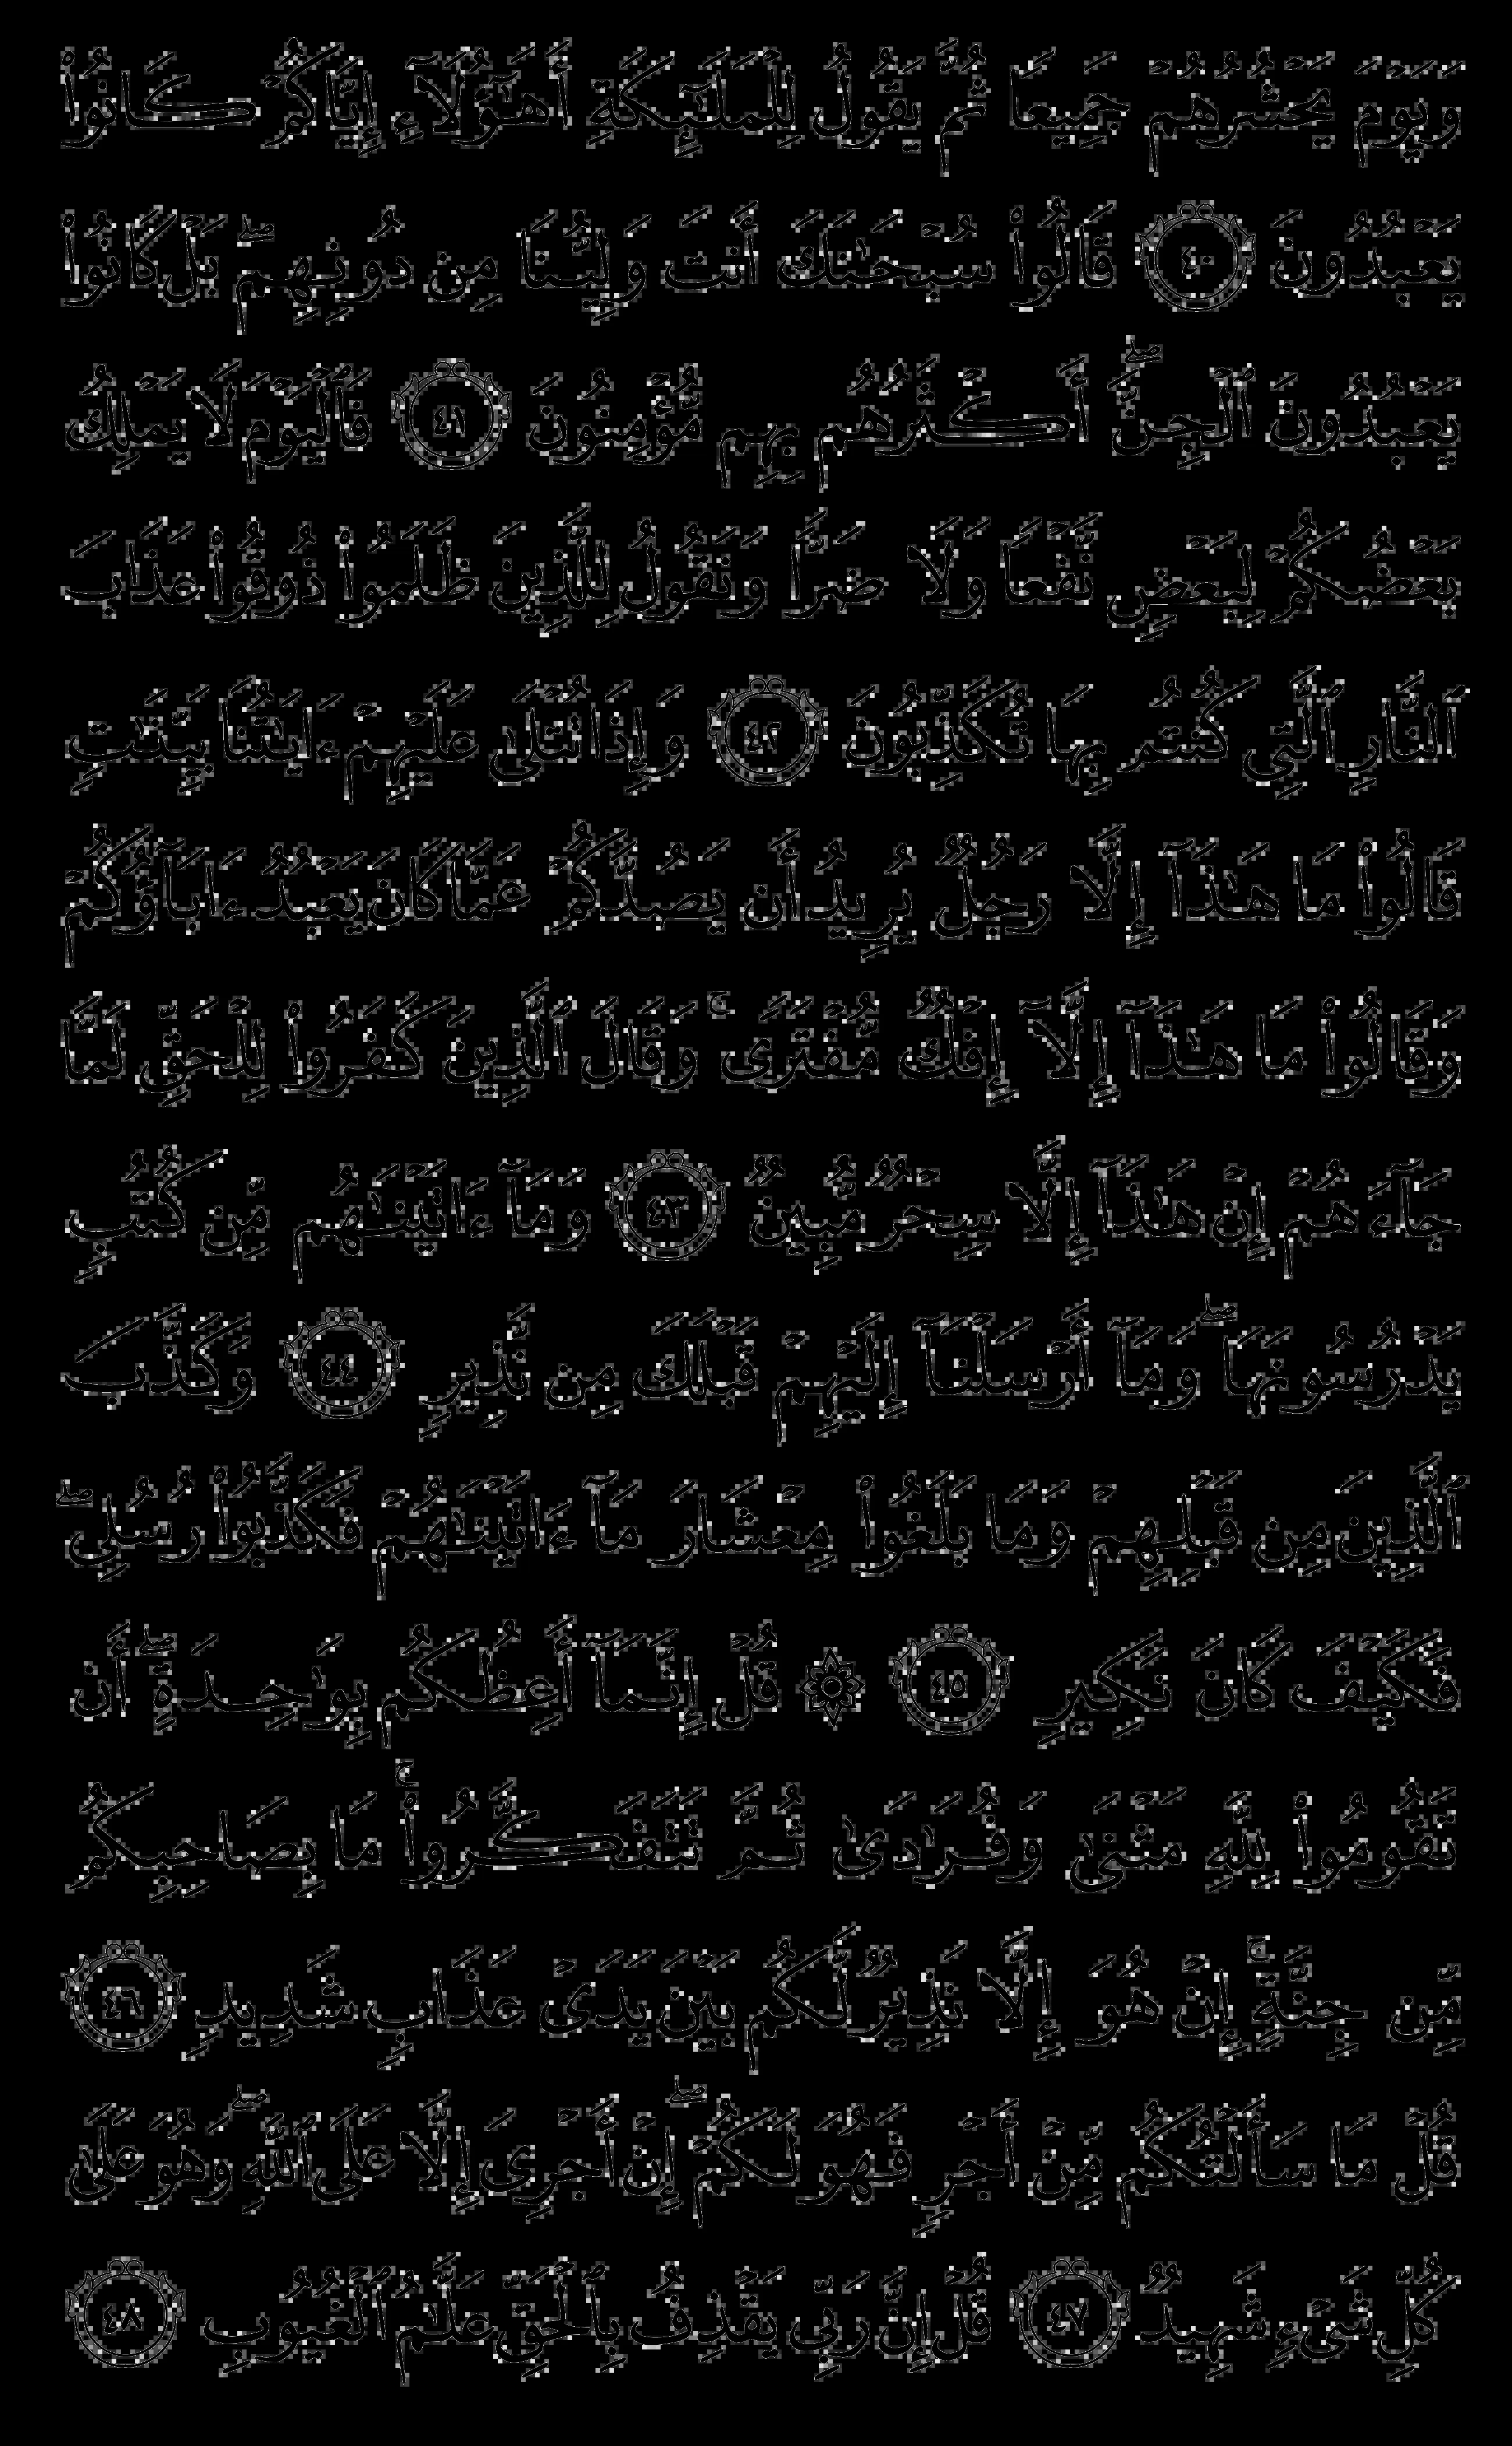 وَيَوْمَ يَحْشُرُهُمْ جَمِيعًا ثُمَّ يَقُولُ لِلْمَلَٰٓئِكَةِ أَهَٰٓؤُلَآءِ إِيَّاكُمْ كَانُوا۟
يَعْبُدُونَ ٤٠ قَالُوا۟ سُبْحَٰنَكَ أَنتَ وَلِيُّنَا مِن دُونِهِم ۖ بَلْ كَانُوا۟
يَعْبُدُونَ ٱلْجِنَّ ۖ أَكْثَرُهُم بِهِم مُّؤْمِنُونَ ٤١ فَٱلْيَوْمَ لَا يَمْلِكُ
بَعْضُكُمْ لِبَعْضٍ نَّفْعًا وَلَا ضَرًّا وَنَقُولُ لِلَّذِينَ ظَلَمُوا۟ ذُوقُوا۟ عَذَابَ
ٱلنَّارِ ٱلَّتِى كُنتُم بِهَا تُكَذِّبُونَ ٤٢ وَإِذَا تُتْلَىٰ عَلَيْهِمْ ءَايَٰتُنَا بَيِّنَٰتٍ
قَالُوا۟ مَا هَٰذَآ إِلَّا رَجُلٌ يُرِيدُ أَن يَصُدَّكُمْ عَمَّا كَانَ يَعْبُدُ ءَابَآؤُكُمْ
وَقَالُوا۟ مَا هَٰذَآ إِلَّآ إِفْكٌ مُّفْتَرًى ۚ وَقَالَ ٱلَّذِينَ كَفَرُوا۟ لِلْحَقِّ لَمَّا
جَآءَهُمْ إِنْ هَٰذَآ إِلَّا سِحْرٌ مُّبِينٌ ٤٣ وَمَآ ءَاتَيْنَٰهُم مِّن كُتُبٍ
يَدْرُسُونَهَا ۖ وَمَآ أَرْسَلْنَآ إِلَيْهِمْ قَبْلَكَ مِن نَّذِيرٍ ٤٤ وَكَذَّبَ
ٱلَّذِينَ مِن قَبْلِهِمْ وَمَا بَلَغُوا۟ مِعْشَارَ مَآ ءَاتَيْنَٰهُمْ فَكَذَّبُوا۟ رُسُلِى ۖ
فَكَيْفَ كَانَ نَكِيرِ ٤٥ ۞ قُلْ إِنَّمَآ أَعِظُكُم بِوَٰحِدَةٍ ۖ أَن
تَقُومُوا۟ لِلَّهِ مَثْنَىٰ وَفُرَٰدَىٰ ثُمَّ تَتَفَكَّرُوا۟ ۚ مَا بِصَاحِبِكُم
مِّن جِنَّةٍ ۚ إِنْ هُوَ إِلَّا نَذِيرٌ لَّكُم بَيْنَ يَدَىْ عَذَابٍ شَدِيدٍ ٤٦
قُلْ مَا سَأَلْتُكُم مِّنْ أَجْرٍ فَهُوَ لَكُمْ ۖ إِنْ أَجْرِىَ إِلَّا عَلَى ٱللَّهِ ۖ وَهُوَ عَلَىٰ
كُلِّ شَىْءٍ شَهِيدٌ ٤٧ قُلْ إِنَّ رَبِّى يَقْذِفُ بِٱلْحَقِّ عَلَّٰمُ ٱلْغُيُوبِ ٤٨